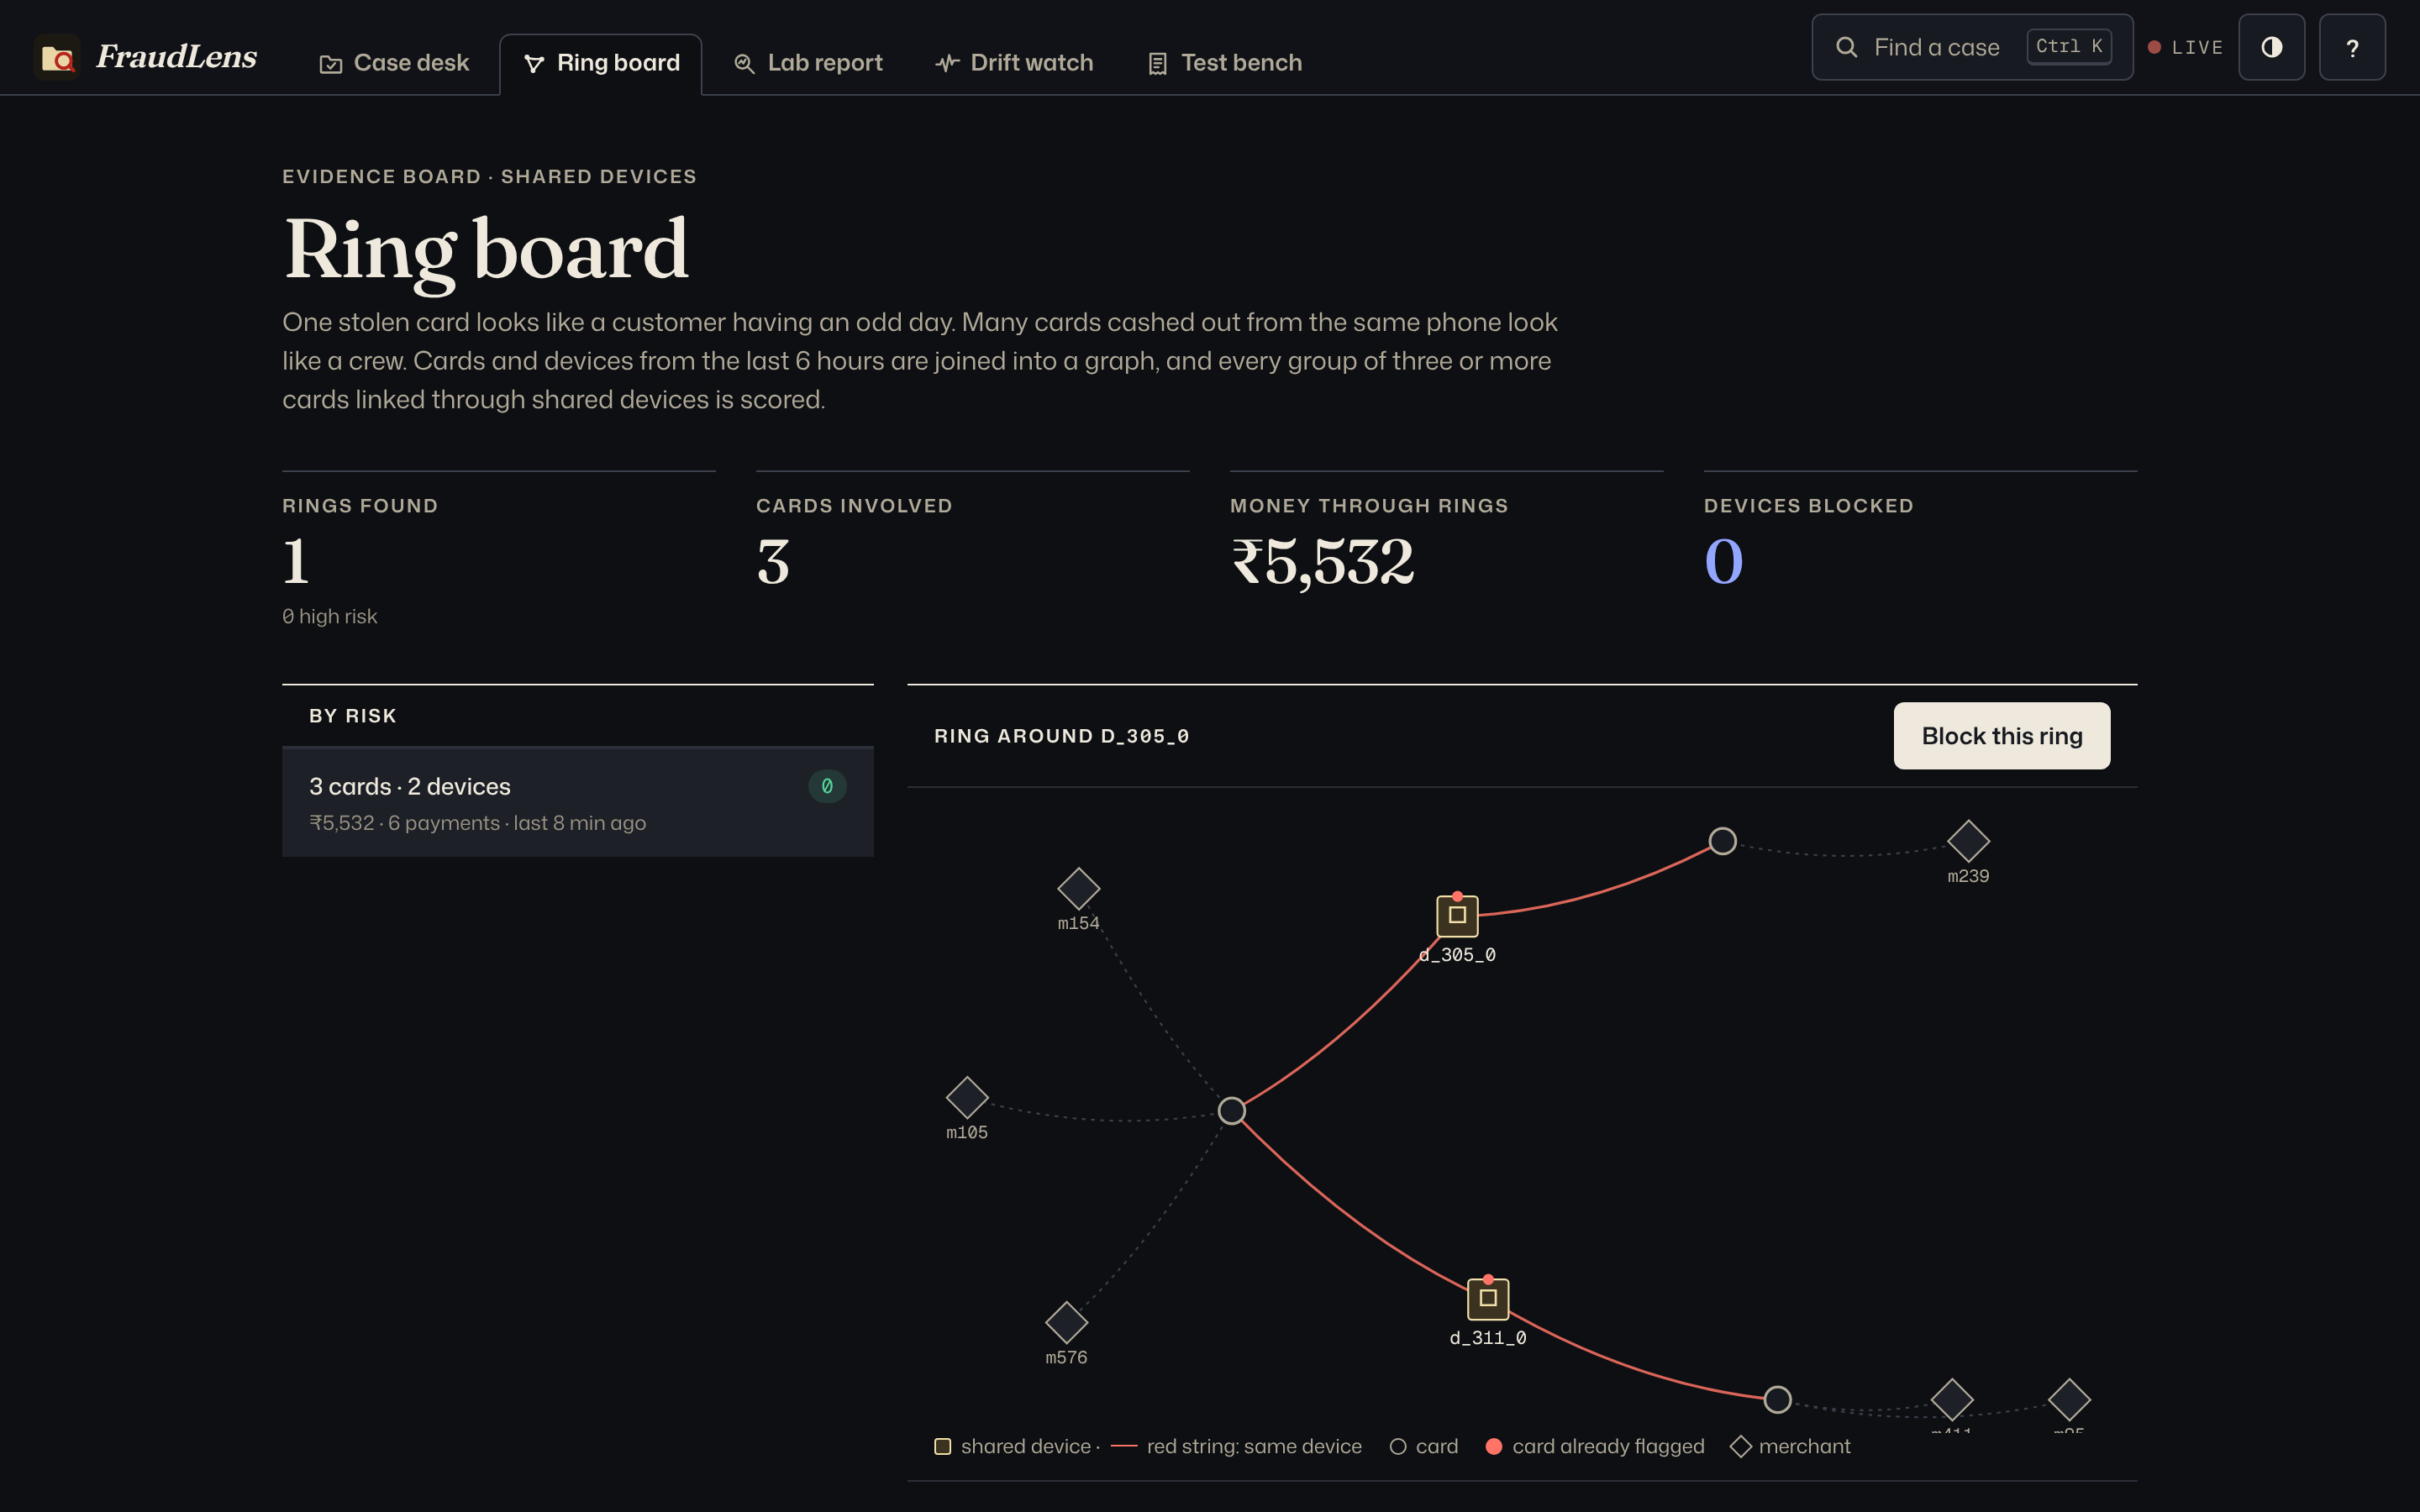 FraudLens
Case desk
Ring board
Lab report
Drift watch
Test bench
Find a case
Ctrl K
LIVE
?
EVIDENCE BOARD · SHARED DEVICES
Ring board
One stolen card looks like a customer having an odd day. Many cards cashed out from the same phone look
like a crew. Cards and devices from the last 6 hours are joined into a graph, and every group of three or more
cards linked through shared devices is scored.
RINGS FOUND
1
0 high risk
CARDS INVOLVED
3
MONEY THROUGH RINGS
₹5,532
DEVICES BLOCKED
0
BY RISK
3 cards · 2 devices
0
₹5,532 · 6 payments · last 8 min ago
RING AROUND D_305_0
Block this ring
m239
m154
d_305_0
m105
d_311_0
m576
shared device ·
red string: same device
card
card already flagged
merchant